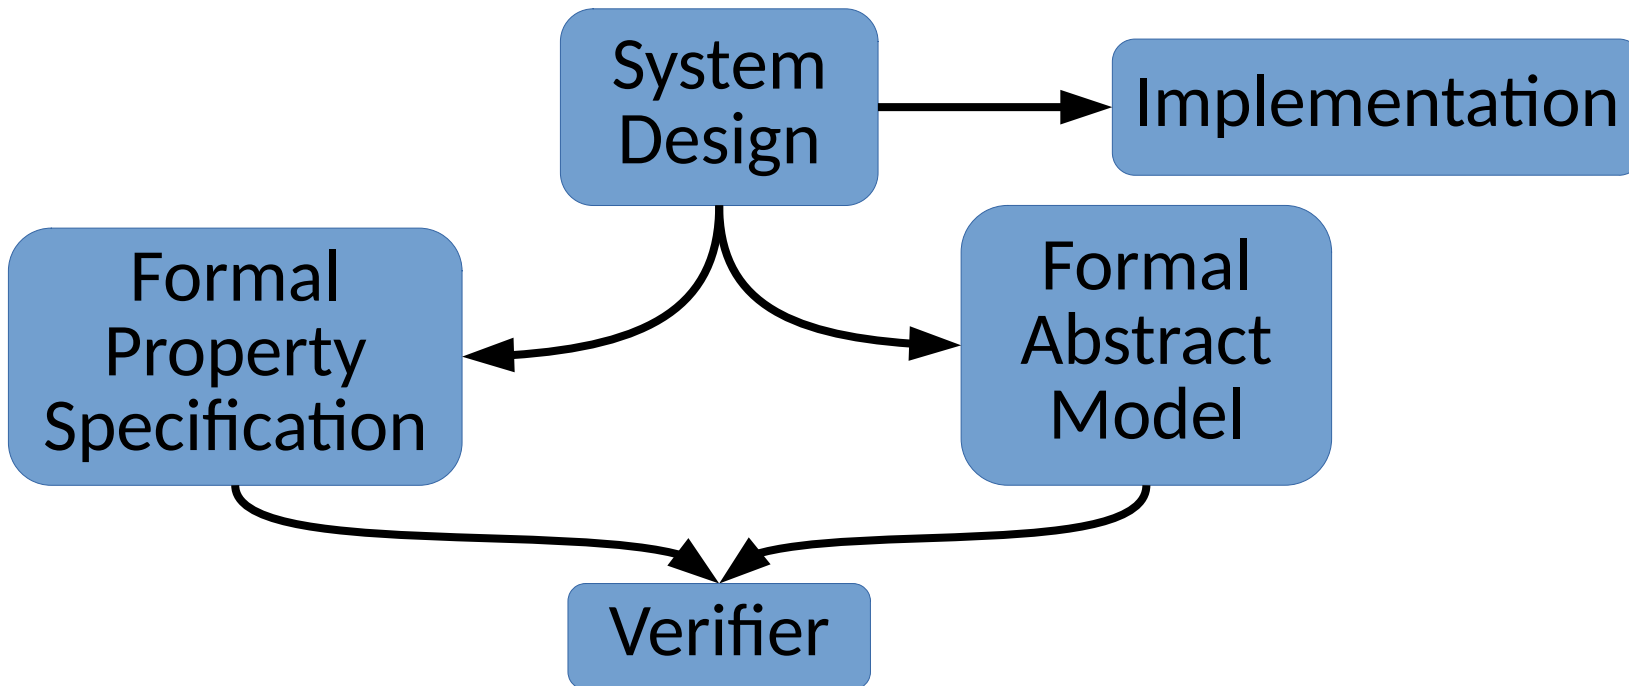 System
Design
Implementation
Formal
Property
Specification
Formal
Abstract
Model
Verifier